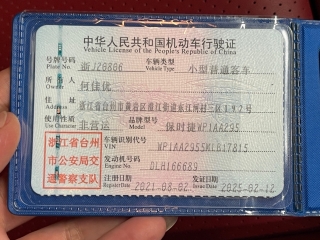 中华人民共和国机动车行驶证
Vehicle License of the People's Republic of China
号牌号码 浙JZ6886 车辆类型 小型普通客车
Plate No. Vehicle Type
所有人 何佳优
Owner
住址 浙江省台州市黄岩区
Address
使用性质 非营运 品牌型号 保时捷WP1AA295
Use Character Model
浙江省台州
市公安局交
通警察支队
车辆识别代号 WP1AA2955MLB17815
VIN
发动机号码 DLH166689
Engine No.
注册日期 2021-08-02 发证日期 2025-02-12
Register Date Issue Date